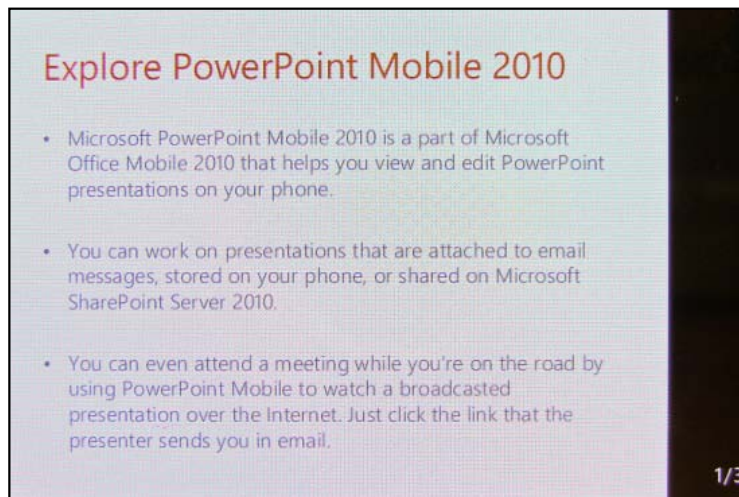 Explore PowerPoint Mobile 2010
• Microsoft PowerPoint Mobile 2010 is a part of Microsoft
Office Mobile 2010 that helps you view and edit PowerPoint
presentations on your phone.
• You can work on presentations that are attached to email
messages, stored on your phone, or shared on Microsoft
SharePoint Server 2010.
• You can even attend a meeting while you're on the road by
using PowerPoint Mobile to watch a broadcasted
presentation over the Internet. Just click the link that the
presenter sends you in email.
1/3